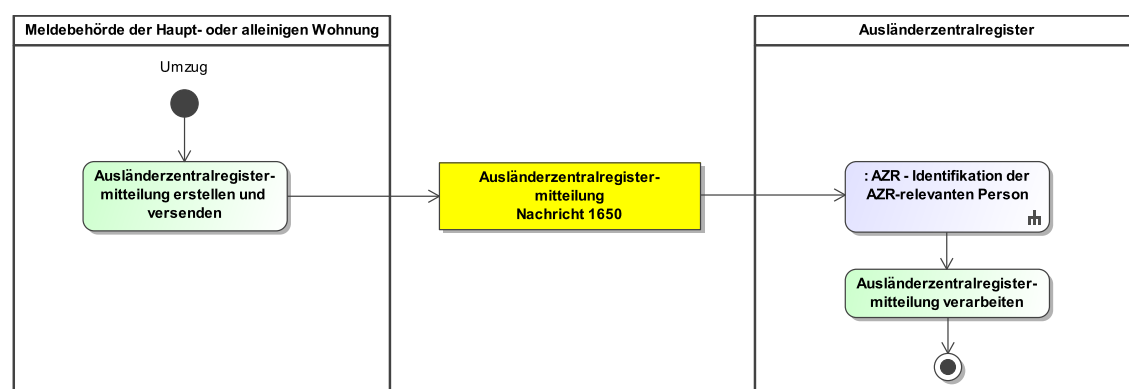 Meldebehörde der Haupt- oder alleinigen Wohnung
Ausländerzentralregister
Umzug
Ausländerzentralregister-
mitteilung erstellen und
versenden
Ausländerzentralregister-
mitteilung
Nachricht 1650
: AZR - Identifikation der
AZR-relevanten Person
Ausländerzentralregister-
mitteilung verarbeiten